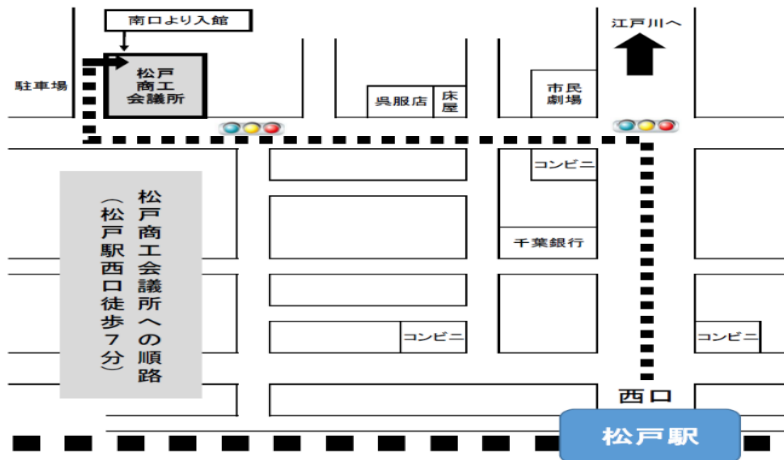 南口より入館
江戸川へ
駐車場
松戸
商工
会議所
呉服店
床
屋
市民
劇場
コンビニ
千葉銀行
松戸商工会議所への順路
（松戸駅西口徒歩７分）
コンビニ
コンビニ
西口
松戸駅